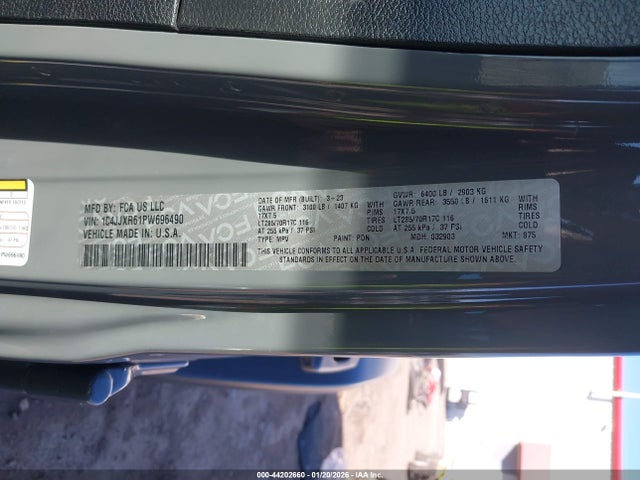 MFD BY: FCA US LLC
VIN: 1C4JJXR61PW696490
VEHICLE MADE IN: U.S.A.
DATE OF MFR (BUILT) 3-23
GAWR FRONT: 3100 LB / 1407 KG WITH
17X7.5 RIMS
LT285/70R17C 116 TIRES
AT 255 kPa / 37 PSI COLD
TYPE: MPV PAINT: PDN
GVWR: 6400 LB / 2903 KG
GAWR REAR: 3550 LB / 1611 KG WITH
17X7.5 RIMS
LT285/70R17C 116 TIRES
AT 255 kPa / 37 PSI COLD
MDH: 032903 MKT: 87S
THIS VEHICLE CONFORMS TO ALL APPLICABLE U.S.A. FEDERAL MOTOR VEHICLE SAFETY
STANDARDS IN EFFECT ON THE DATE OF MANUFACTURE SHOWN ABOVE.
000-44202660 - 01/20/2026 - IAA Inc.